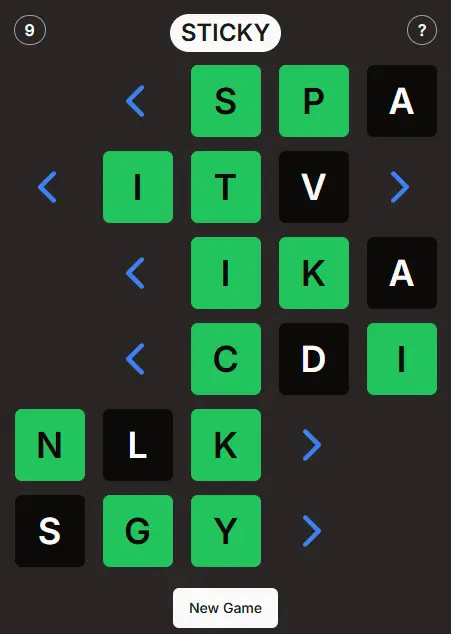 9 STICKY ?
< S P A
< I T V >
< I K A
< C D I
N L K >
S G Y >
New Game